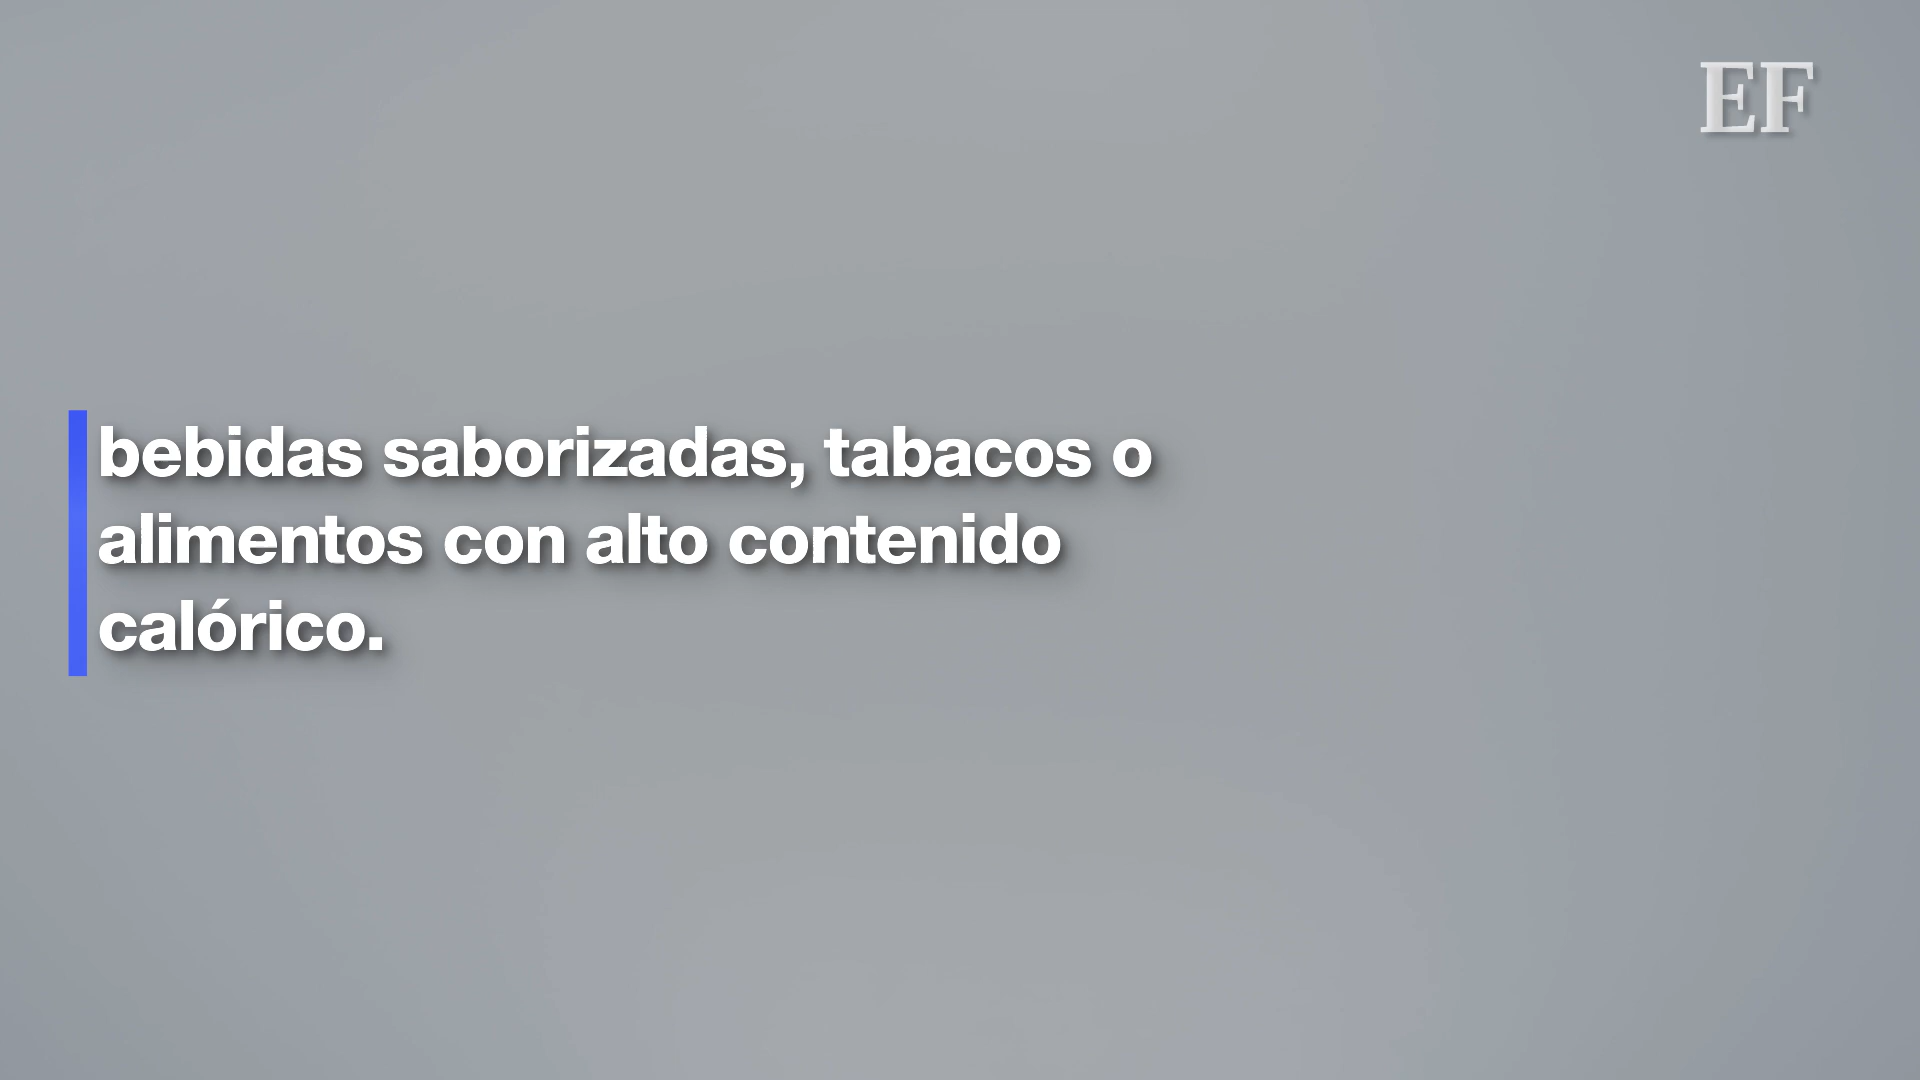 EF
bebidas saborizadas, tabacos o
alimentos con alto contenido
calórico.